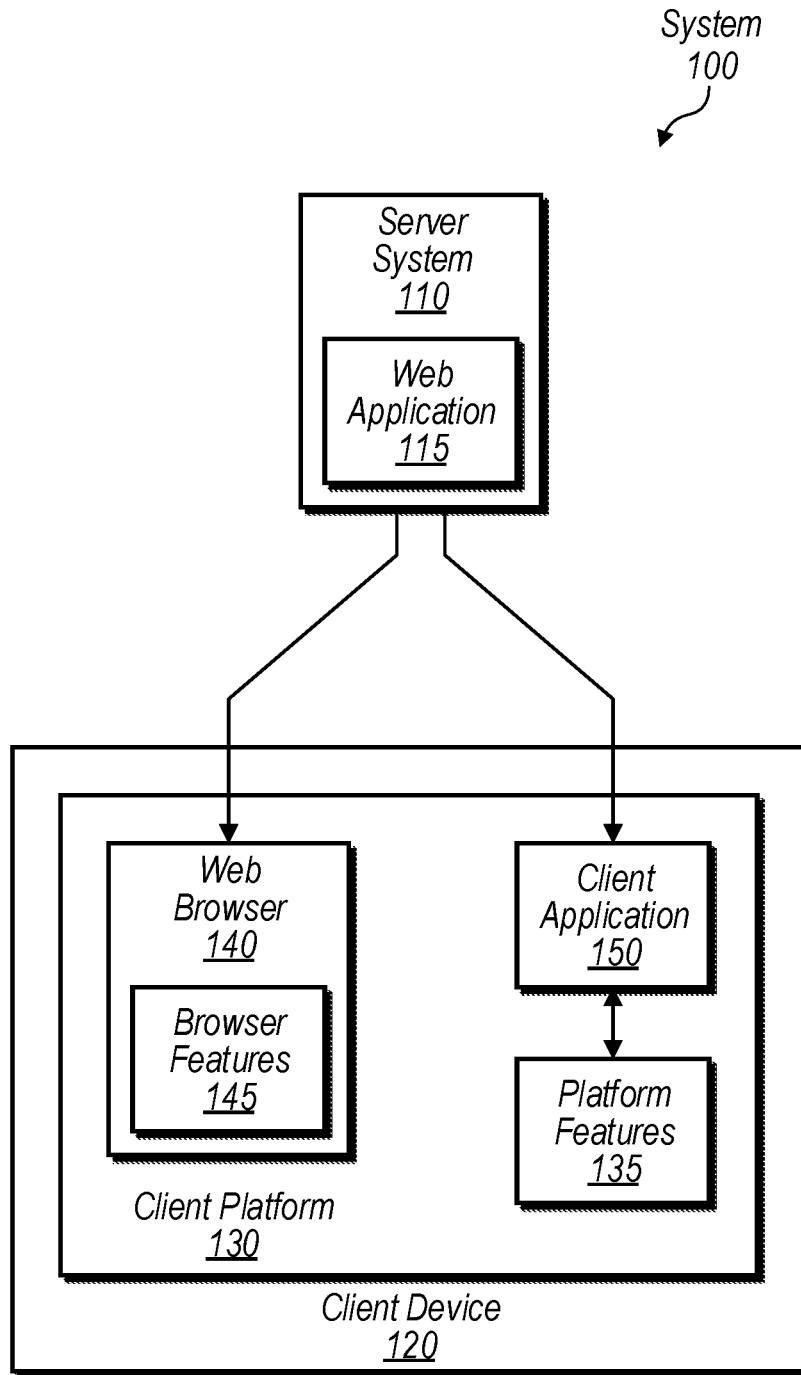 System
100
Server
System
110
Web
Application
115
Web
Browser
140
Browser
Features
145
Client
Application
150
Platform
Features
135
Client Platform
130
Client Device
120